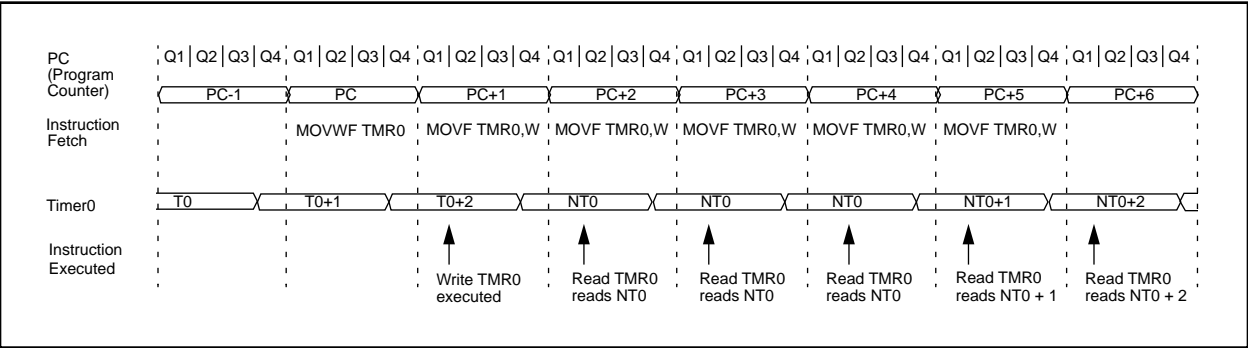 PC
(Program
Counter)
Q1 Q2 Q3 Q4 Q1 Q2 Q3 Q4 Q1 Q2 Q3 Q4 Q1 Q2 Q3 Q4 Q1 Q2 Q3 Q4 Q1 Q2 Q3 Q4 Q1 Q2 Q3 Q4 Q1 Q2 Q3 Q4
PC-1 PC PC+1 PC+2 PC+3 PC+4 PC+5 PC+6
Instruction
Fetch
MOVWF TMR0 MOVF TMR0,W MOVF TMR0,W MOVF TMR0,W MOVF TMR0,W MOVF TMR0,W
Timer0
T0 T0+1 T0+2 NT0 NT0 NT0 NT0+1 NT0+2
Instruction
Executed
Write TMR0
executed
Read TMR0
reads NT0
Read TMR0
reads NT0
Read TMR0
reads NT0
Read TMR0
reads NT0 + 1
Read TMR0
reads NT0 + 2